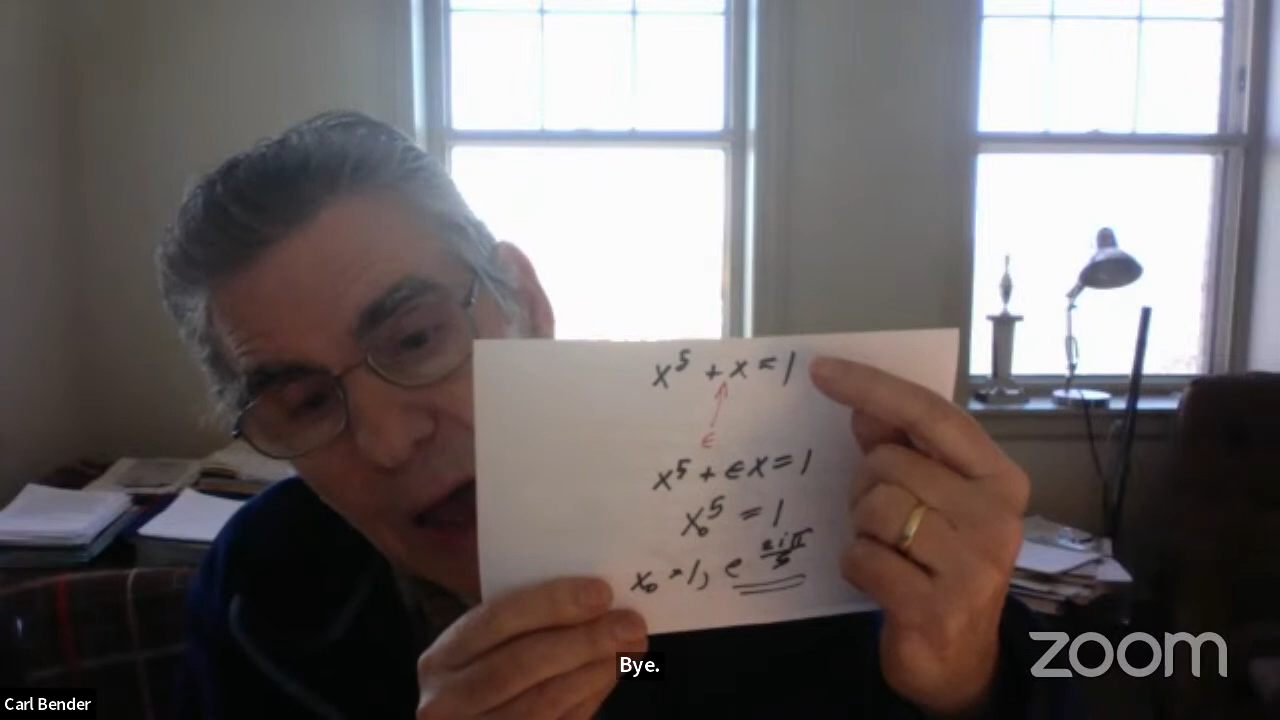 x⁵ + x = 1
ϵ
x⁵ + ϵx = 1
x₀⁵ = 1
x₀ = 1, e^(2iπ/5)
Bye.
zoom
Carl Bender